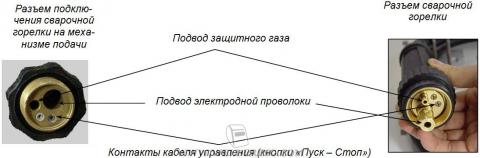 Разъем подклю-
чения сварочной
горелки на меха-
низме подачи
Разъем сварочной
горелки
Подвод защитного газа
Подвод электродной проволоки
Контакты кабеля управления (кнопки «Пуск – Стоп»)